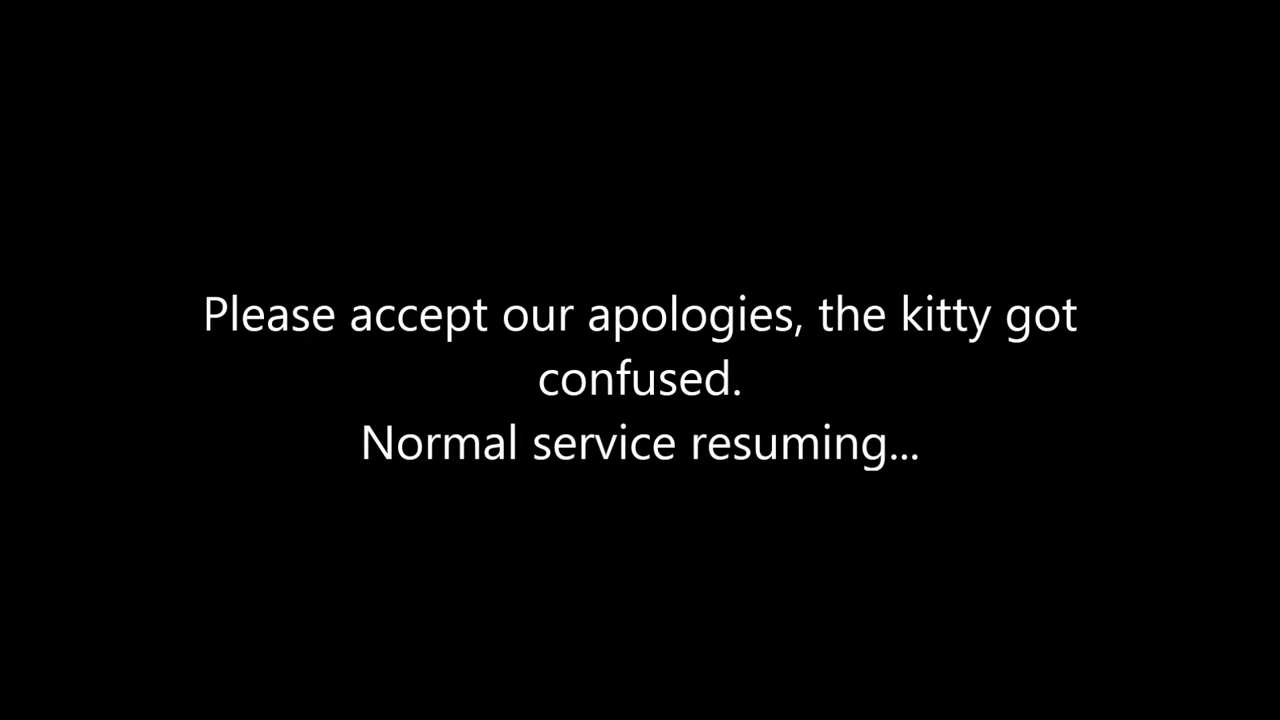 Please accept our apologies, the kitty got
confused.
Normal service resuming...